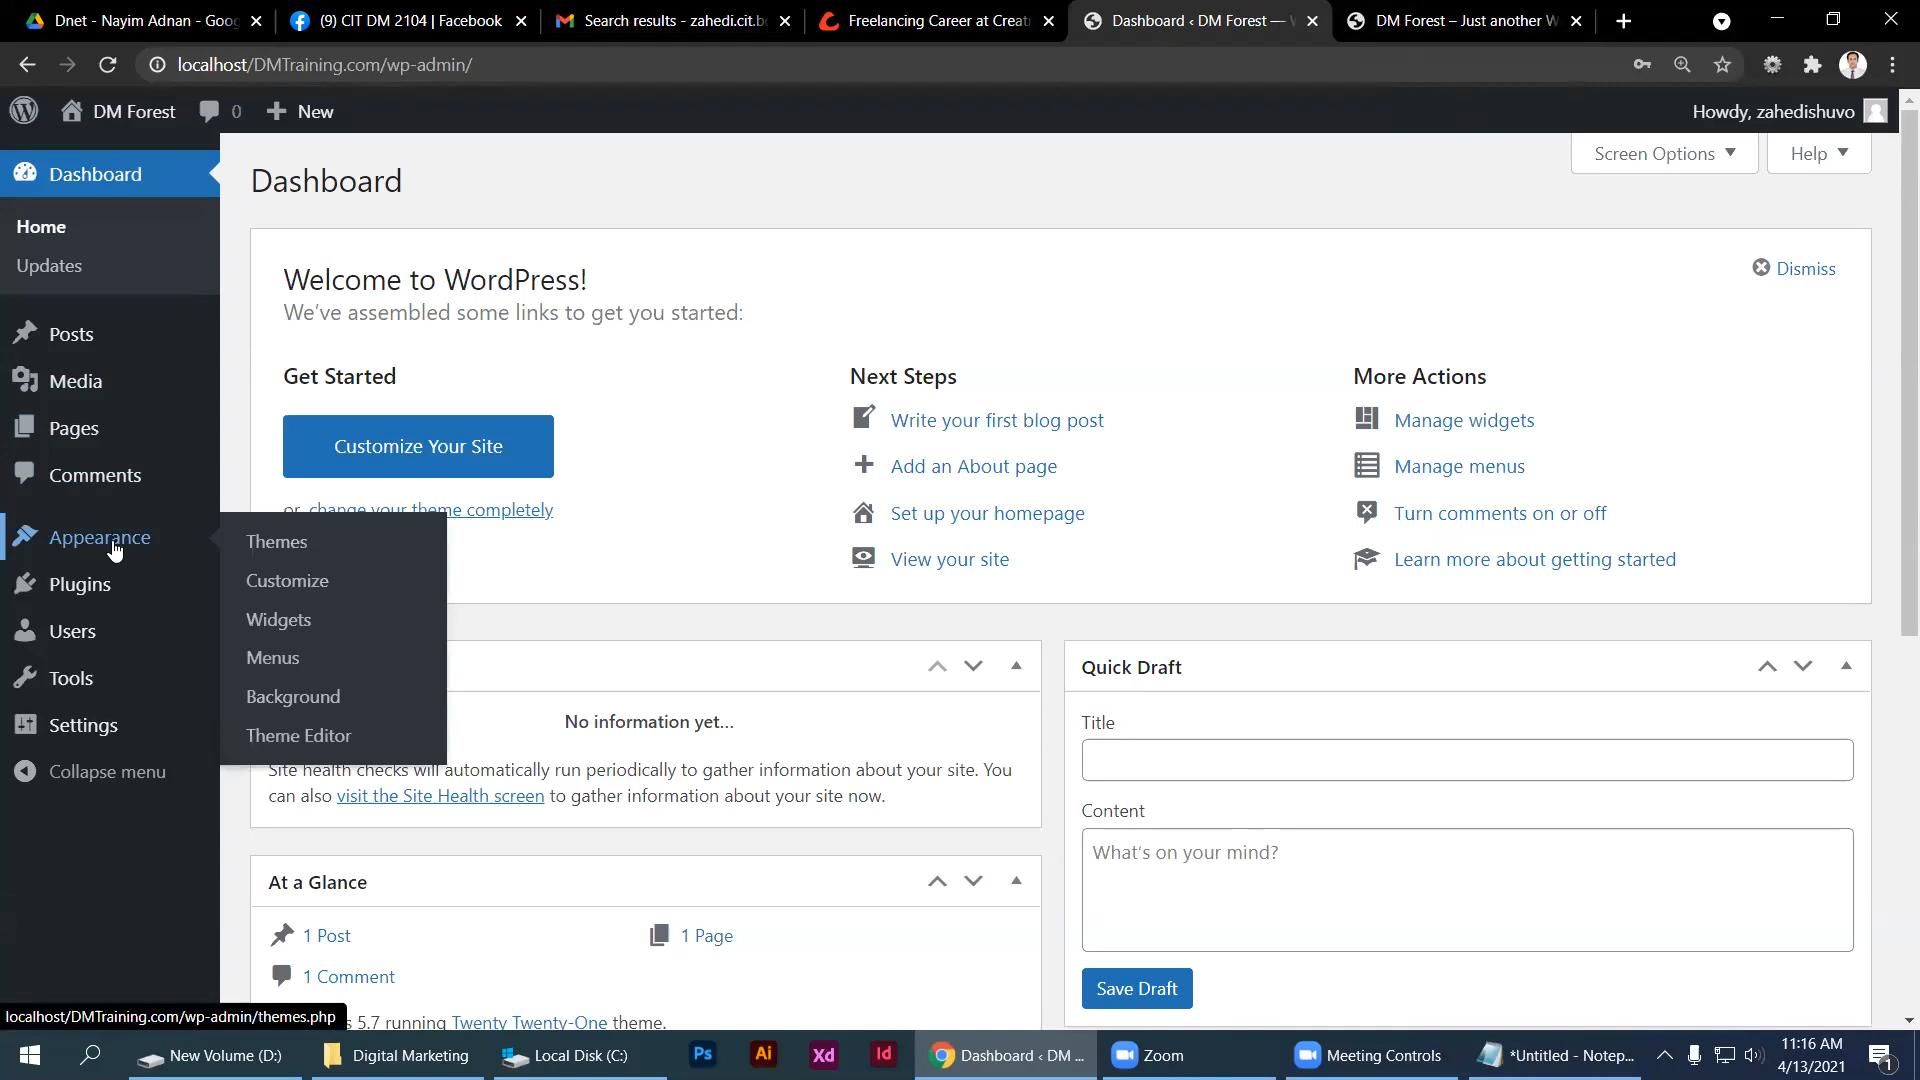 Dnet - Nayim Adnan - Goog
(9) CIT DM 2104 | Facebook
Search results - zahedi.cit.b
Freelancing Career at Creat
Dashboard ‹ DM Forest — W
DM Forest – Just another W
localhost/DMTraining.com/wp-admin/
DM Forest
0
New
Howdy, zahedishuvo
Dashboard
Home
Updates
Posts
Media
Pages
Comments
Appearance
Plugins
Users
Tools
Settings
Collapse menu
Themes
Customize
Widgets
Menus
Background
Theme Editor
Dashboard
Screen Options
Help
Welcome to WordPress!
We've assembled some links to get you started:
Dismiss
Get Started
Customize Your Site
or, change your theme completely
Next Steps
Write your first blog post
Add an About page
Set up your homepage
View your site
More Actions
Manage widgets
Manage menus
Turn comments on or off
Learn more about getting started
No information yet...
Site health checks will automatically run periodically to gather information about your site. You
can also visit the Site Health screen to gather information about your site now.
At a Glance
1 Post
1 Page
1 Comment
s 5.7 running Twenty Twenty-One theme.
Quick Draft
Title
Content
What's on your mind?
Save Draft
localhost/DMTraining.com/wp-admin/themes.php
New Volume (D:)
Digital Marketing
Local Disk (C:)
Ps
Ai
Xd
Id
Dashboard ‹ DM ...
Zoom
Meeting Controls
*Untitled - Notep...
11:16 AM
4/13/2021
1